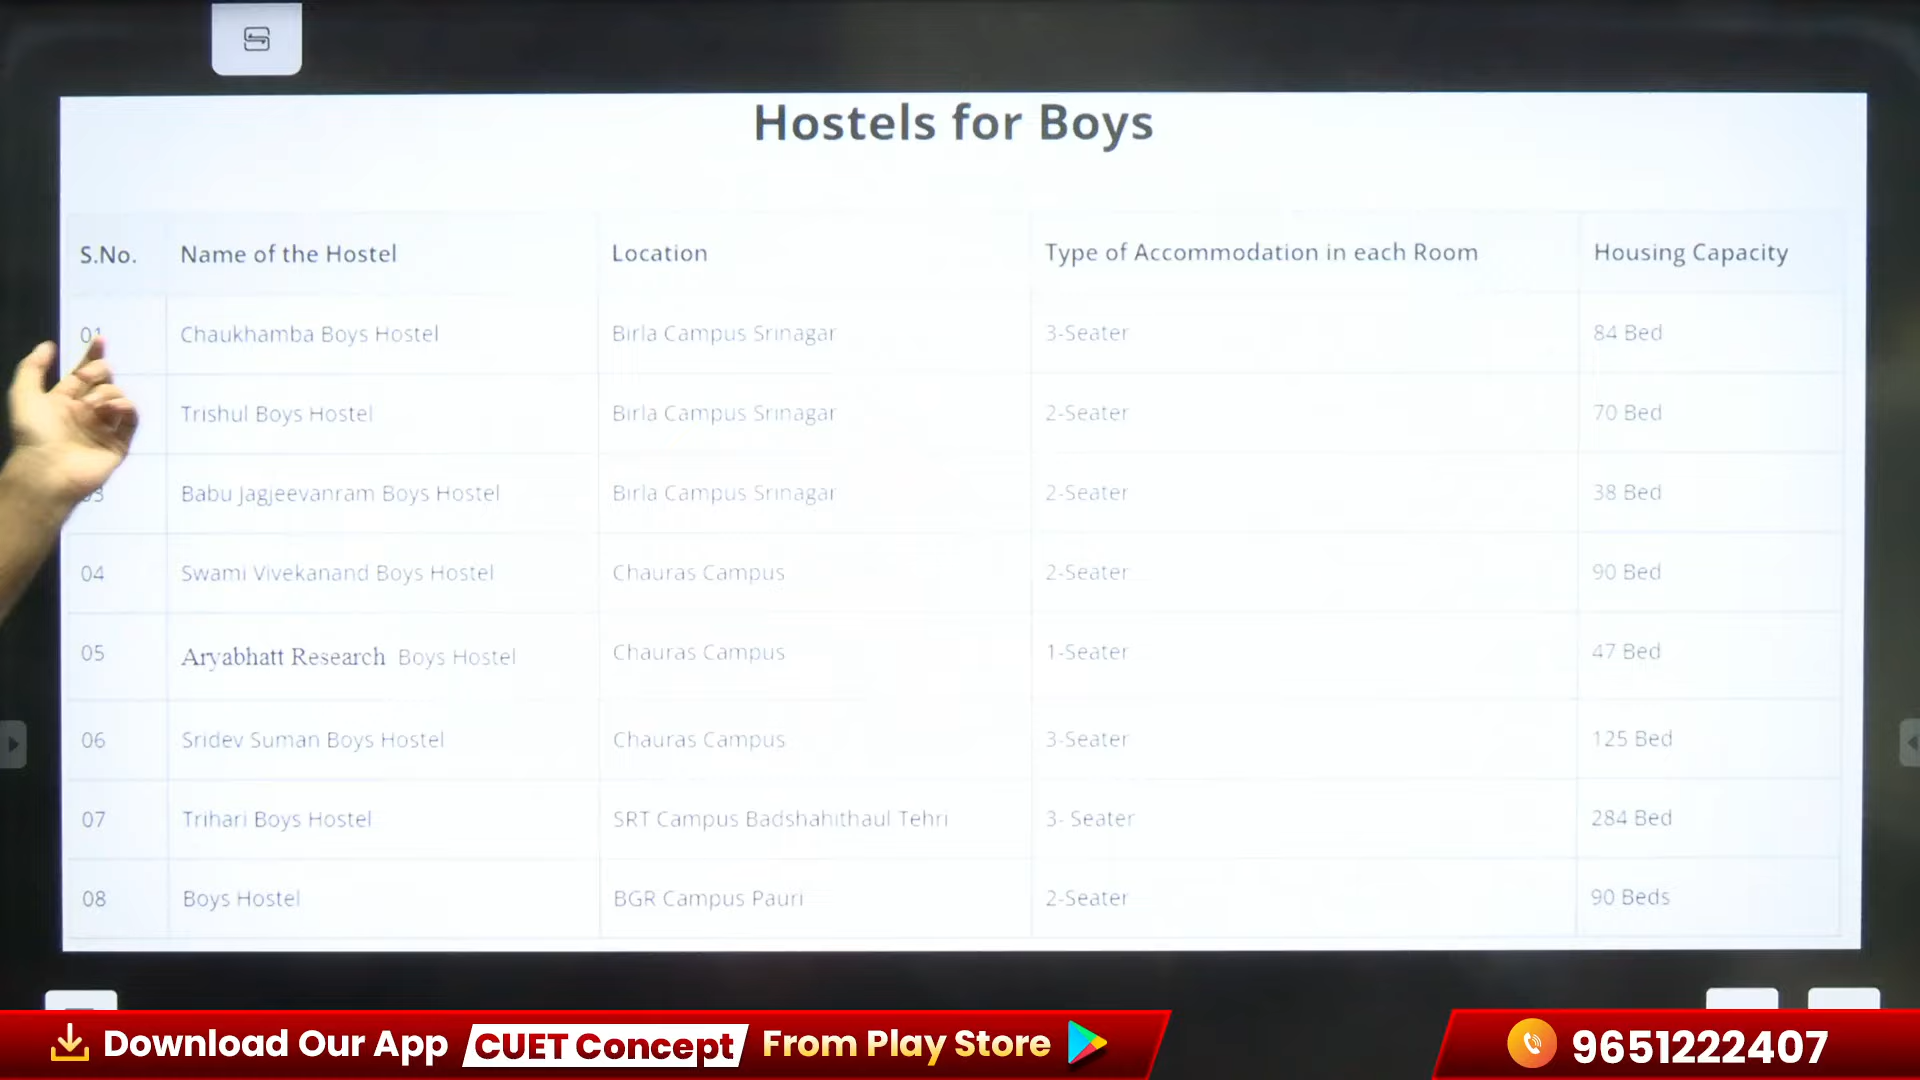 Hostels for Boys
S.No. Name of the Hostel Location Type of Accommodation in each Room Housing Capacity
01 Chaukhamba Boys Hostel Birla Campus Srinagar 3-Seater 84 Bed
Trishul Boys Hostel Birla Campus Srinagar 2-Seater 70 Bed
03 Babu Jagjeevanram Boys Hostel Birla Campus Srinagar 2-Seater 38 Bed
04 Swami Vivekanand Boys Hostel Chauras Campus 2-Seater 90 Bed
05 Aryabhatt Research Boys Hostel Chauras Campus 1-Seater 47 Bed
06 Sridev Suman Boys Hostel Chauras Campus 3-Seater 125 Bed
07 Trihari Boys Hostel SRT Campus Badshahithaul Tehri 3- Seater 284 Bed
08 Boys Hostel BGR Campus Pauri 2-Seater 90 Beds
Download Our App CUET Concept From Play Store 9651222407